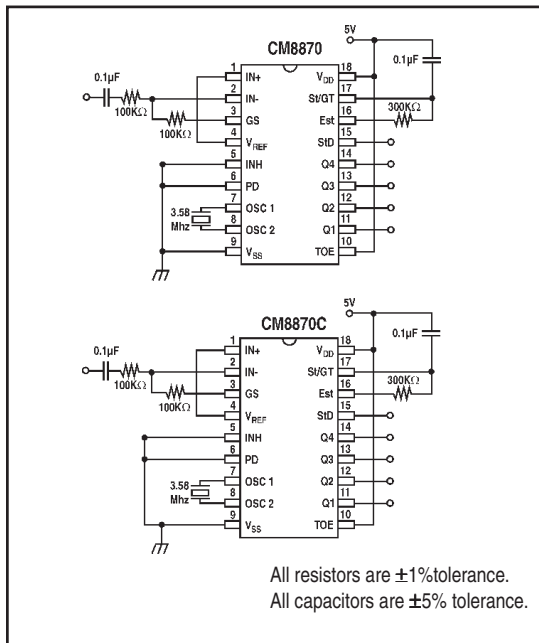 CM8870
5V
0.1µF
0.1µF
100KΩ
100KΩ
300KΩ
3.58
Mhz
1 IN+
2 IN-
3 GS
4 VREF
5 INH
6 PD
7 OSC 1
8 OSC 2
9 VSS
18 VDD
17 St/GT
16 Est
15 StD
14 Q4
13 Q3
12 Q2
11 Q1
10 TOE
CM8870C
5V
0.1µF
0.1µF
100KΩ
100KΩ
300KΩ
3.58
Mhz
1 IN+
2 IN-
3 GS
4 VREF
5 INH
6 PD
7 OSC 1
8 OSC 2
9 VSS
18 VDD
17 St/GT
16 Est
15 StD
14 Q4
13 Q3
12 Q2
11 Q1
10 TOE
All resistors are ±1%tolerance.
All capacitors are ±5% tolerance.